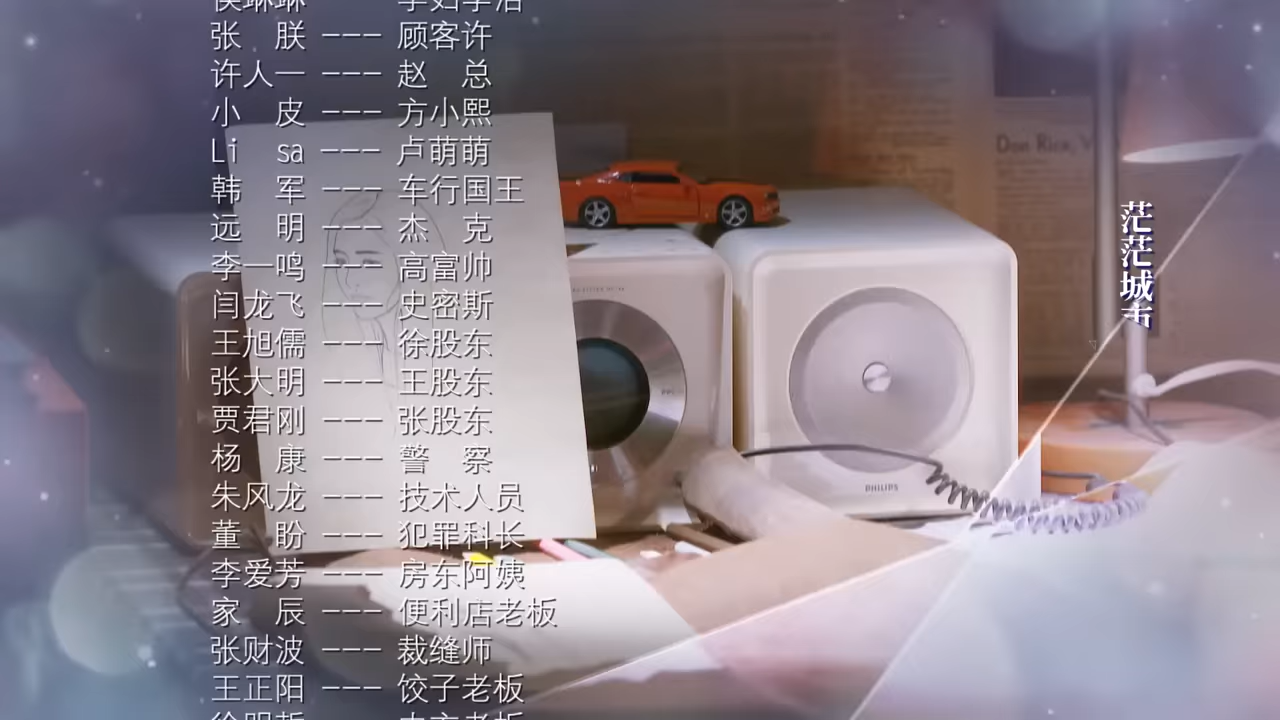 张　朕 ——— 顾客许
许人一 ——— 赵　总
小　皮 ——— 方小熙
Li　sa ——— 卢萌萌
韩　军 ——— 车行国王
远　明 ——— 杰　克
李一鸣 ——— 高富帅
闫龙飞 ——— 史密斯
王旭儒 ——— 徐股东
张大明 ——— 王股东
贾君刚 ——— 张股东
杨　康 ——— 警　察
朱风龙 ——— 技术人员
董　盼 ——— 犯罪科长
李爱芳 ——— 房东阿姨
家　辰 ——— 便利店老板
张财波 ——— 裁缝师
王正阳 ——— 饺子老板
茫茫城市
Don Rice,
PHILIPS